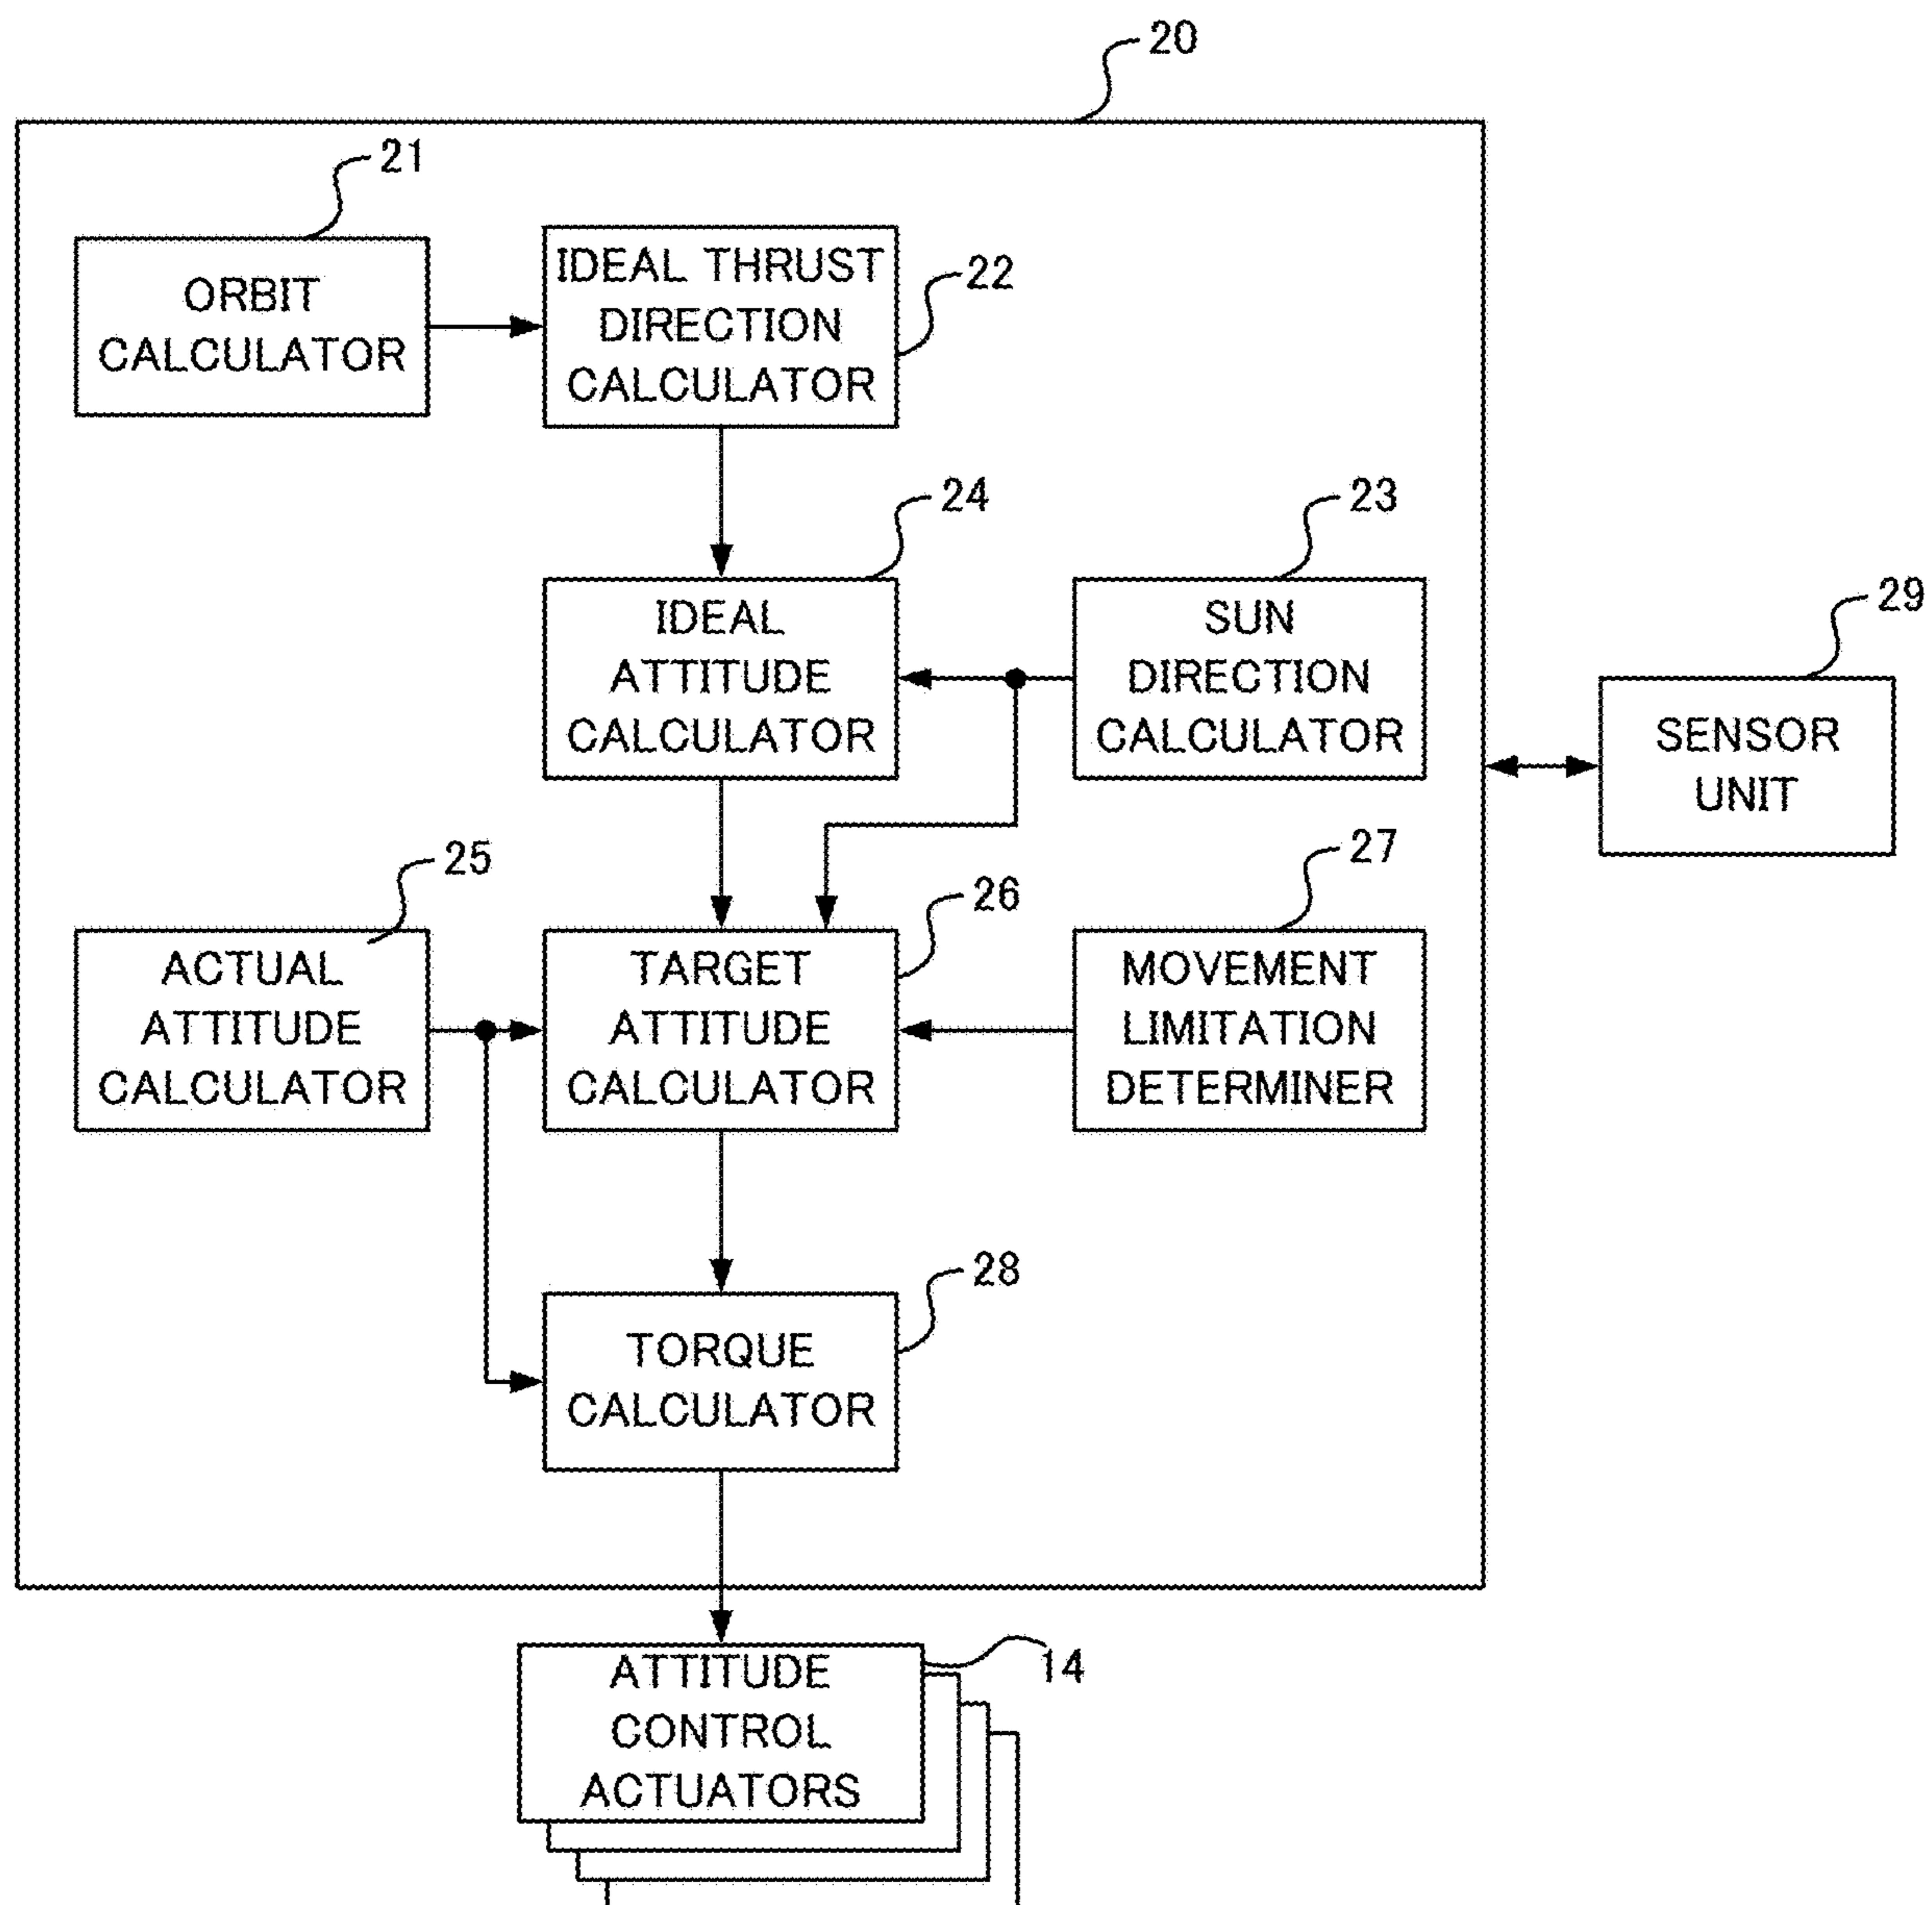 20
21
ORBIT
CALCULATOR
IDEAL THRUST
DIRECTION
CALCULATOR
22
24
IDEAL
ATTITUDE
CALCULATOR
23
SUN
DIRECTION
CALCULATOR
29
SENSOR
UNIT
25
ACTUAL
ATTITUDE
CALCULATOR
26
TARGET
ATTITUDE
CALCULATOR
27
MOVEMENT
LIMITATION
DETERMINER
28
TORQUE
CALCULATOR
14
ATTITUDE
CONTROL
ACTUATORS